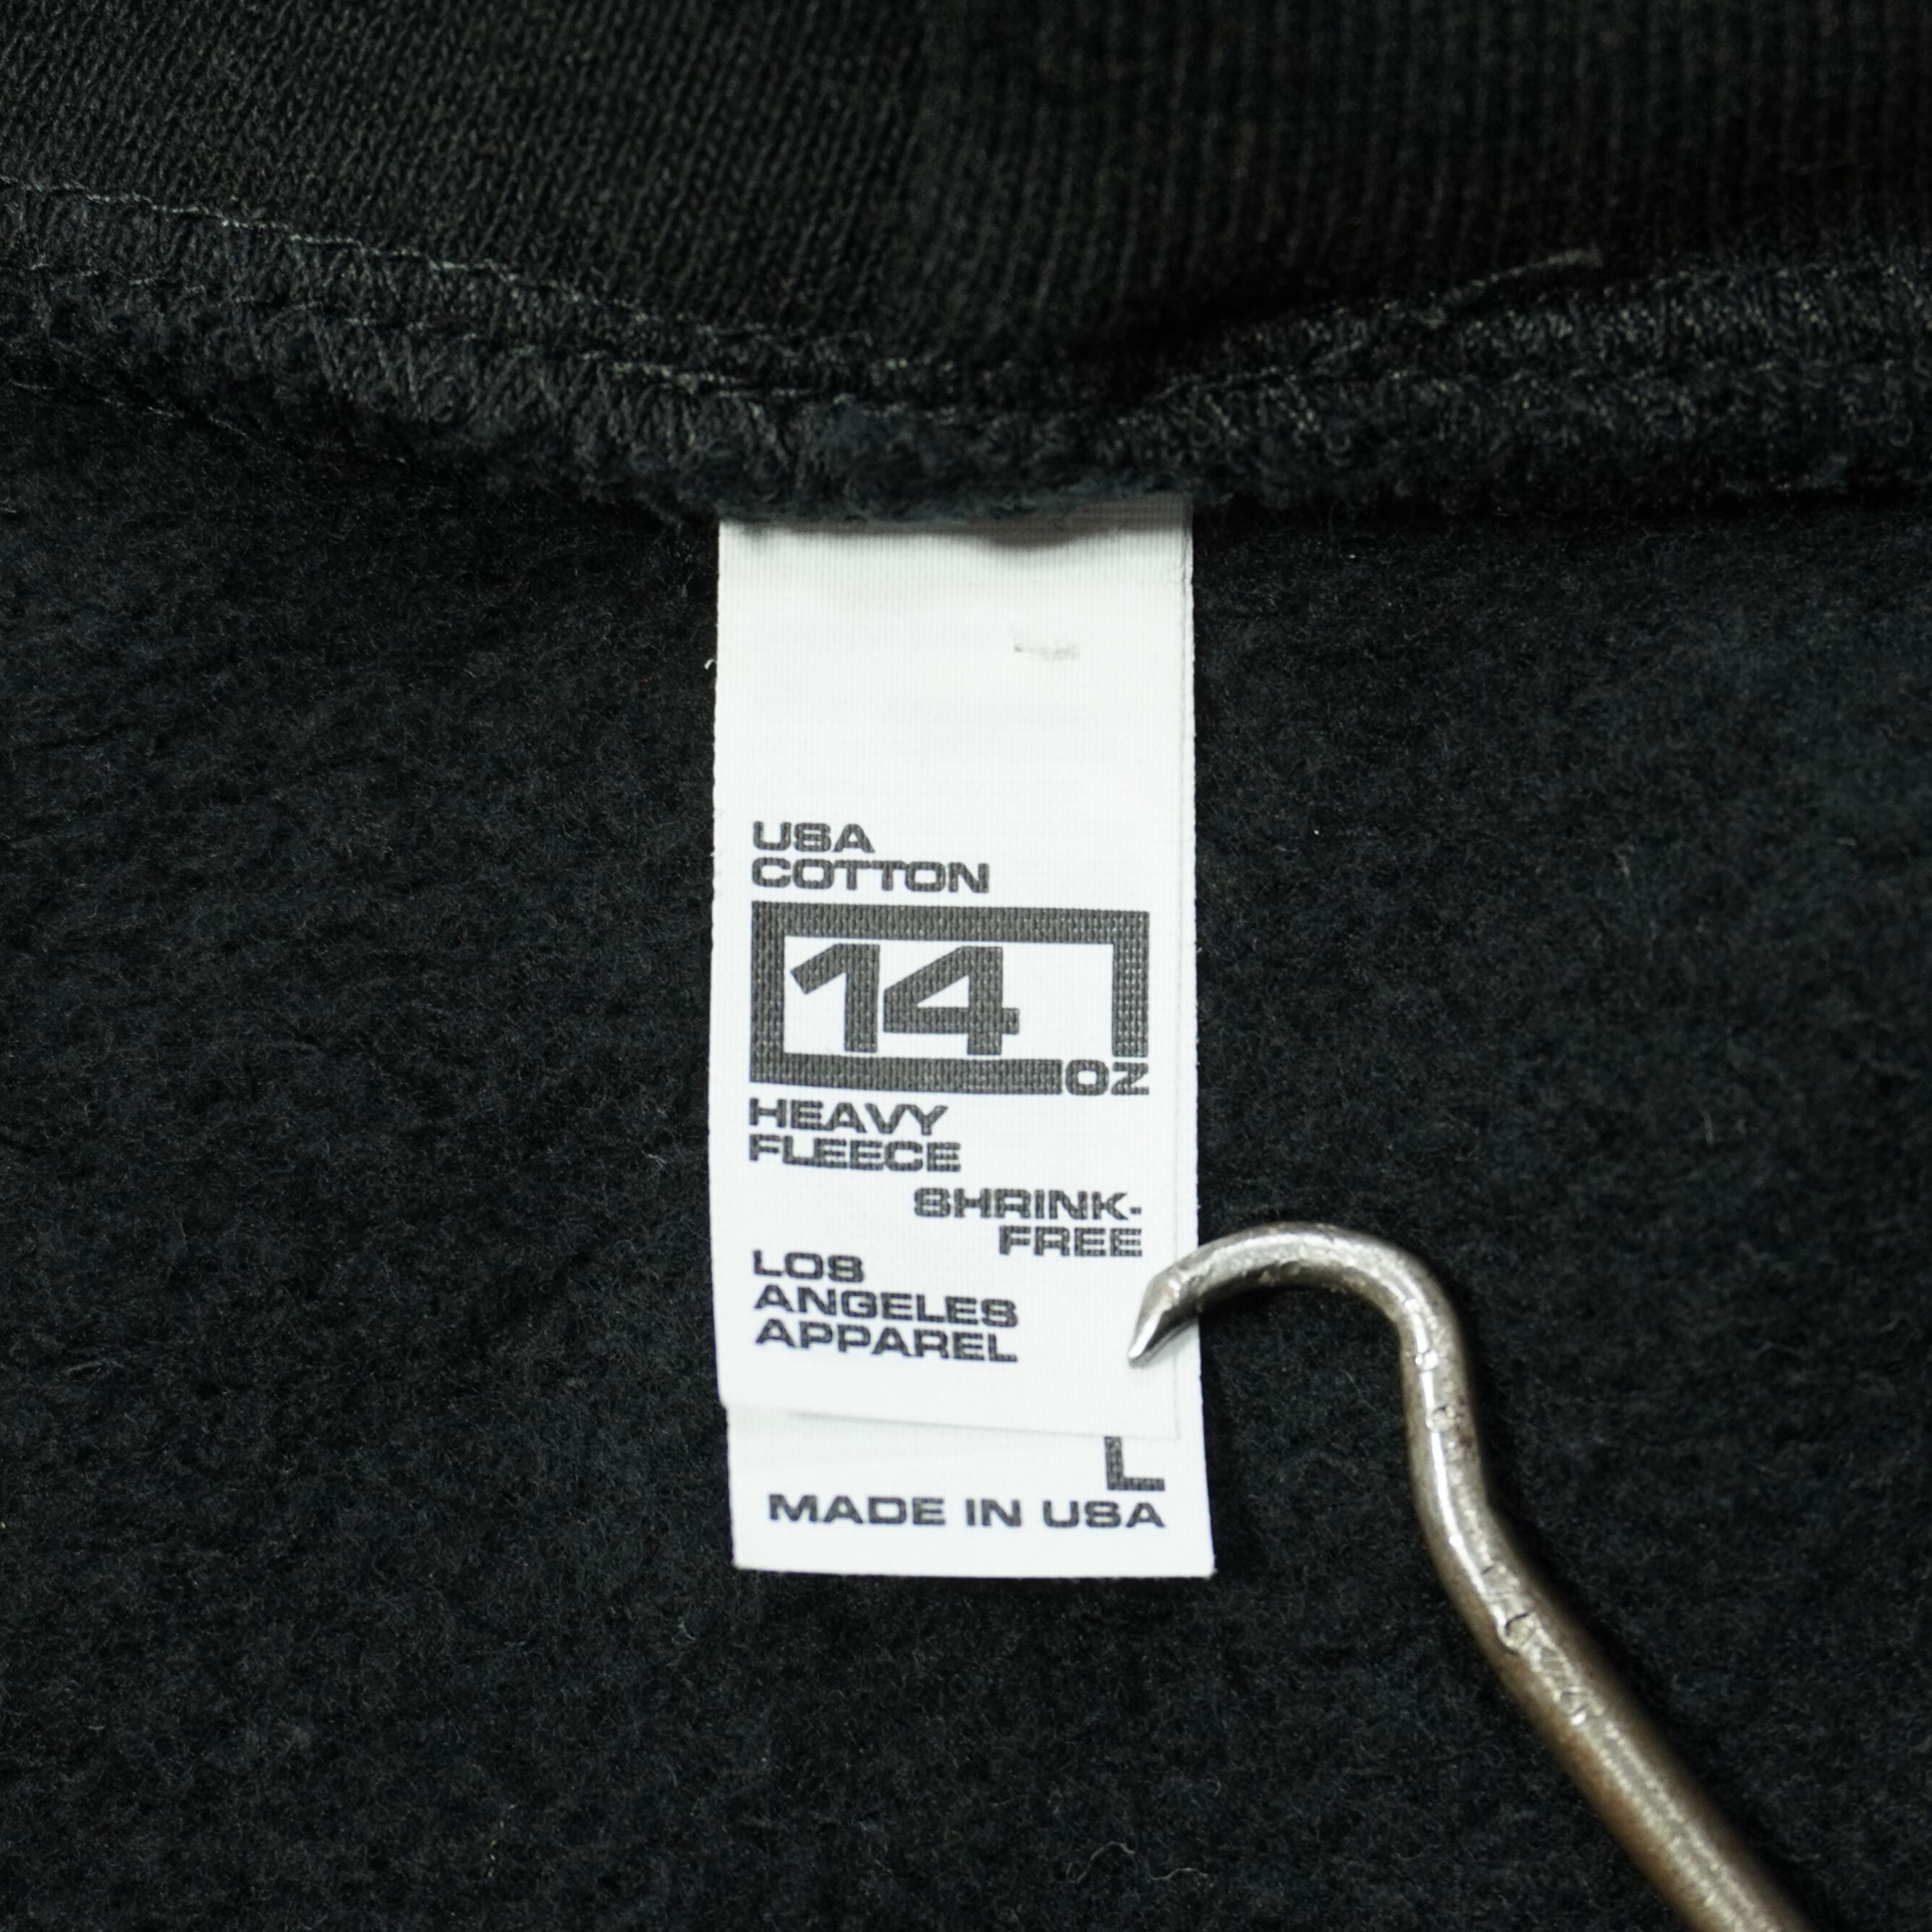 USA
COTTON
14
OZ
HEAVY
FLEECE
SHRINK-
FREE
LOS
ANGELES
APPAREL
L
MADE IN USA